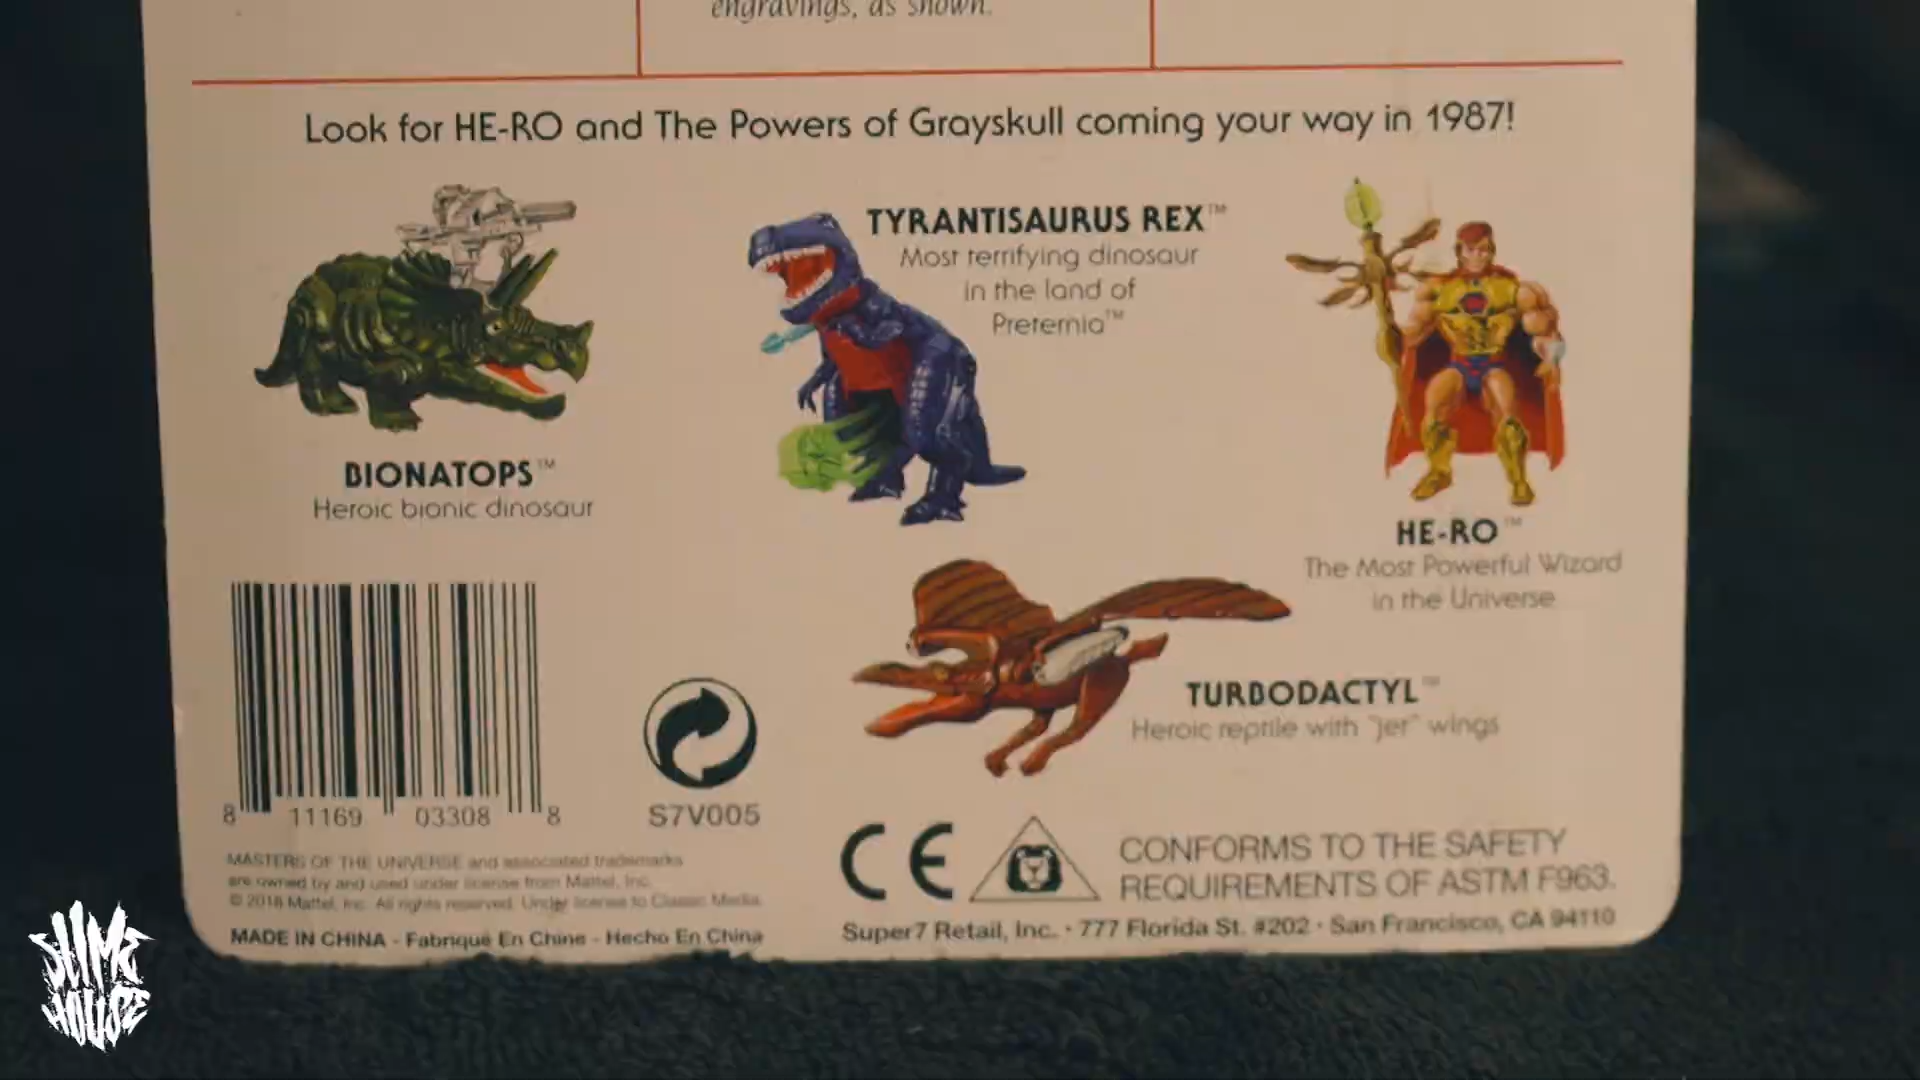 engravings, as shown.
Look for HE-RO and The Powers of Grayskull coming your way in 1987!
TYRANTISAURUS REX™
Most terrifying dinosaur
in the land of
Preternia™
BIONATOPS™
Heroic bionic dinosaur
HE-RO™
The Most Powerful Wizard
in the Universe
TURBODACTYL™
Heroic reptile with "jet" wings
8 11169 03308 8
S7V005
MASTERS OF THE UNIVERSE and associated trademarks
are owned by and used under license from Mattel, Inc.
© 2018 Mattel, Inc. All rights reserved. Under license to Classic Media.
MADE IN CHINA - Fabriqué En Chine - Hecho En China
CE
CONFORMS TO THE SAFETY
REQUIREMENTS OF ASTM F963.
Super7 Retail, Inc. · 777 Florida St. #202 · San Francisco, CA 94110
SLIME
HOUSE